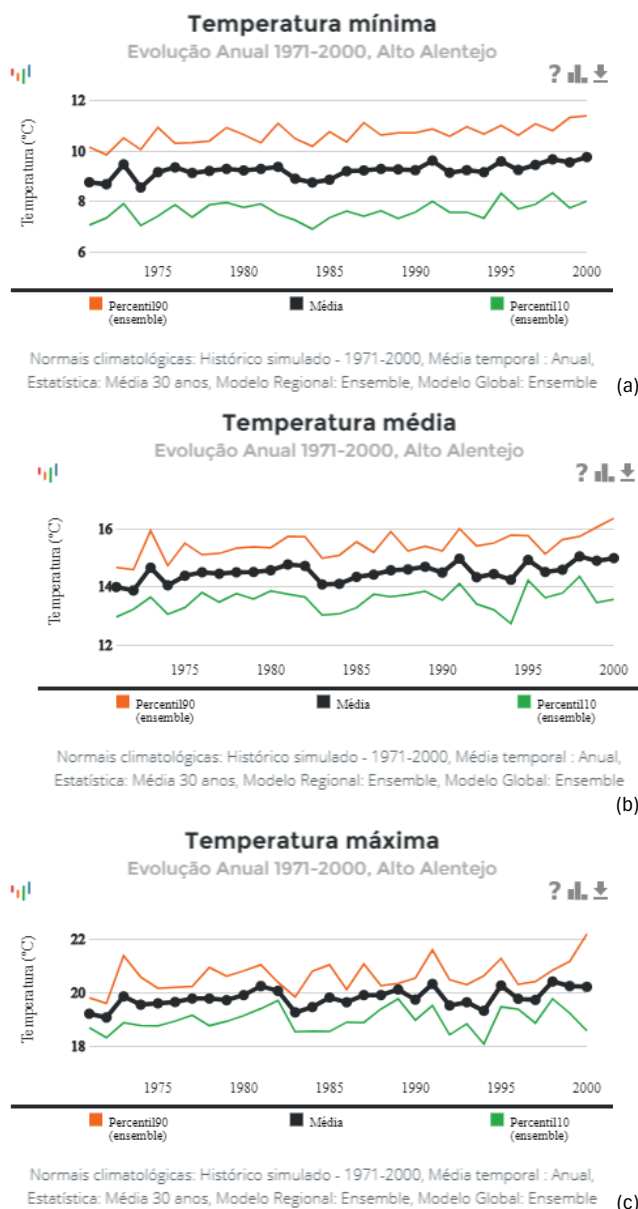 Temperatura mínima
Evolução Anual 1971-2000, Alto Alentejo
?
Temperatura (°C)
12
10
8
6
1975 1980 1985 1990 1995 2000
Percentil90 (ensemble) Média Percentil10 (ensemble)
Normais climatológicas: Histórico simulado - 1971-2000, Média temporal : Anual,
Estatística: Média 30 anos, Modelo Regional: Ensemble, Modelo Global: Ensemble (a)
Temperatura média
Evolução Anual 1971-2000, Alto Alentejo
?
Temperatura (°C)
16
14
12
1975 1980 1985 1990 1995 2000
Percentil90 (ensemble) Média Percentil10 (ensemble)
Normais climatológicas: Histórico simulado - 1971-2000, Média temporal : Anual,
Estatística: Média 30 anos, Modelo Regional: Ensemble, Modelo Global: Ensemble
(b)
Temperatura máxima
Evolução Anual 1971-2000, Alto Alentejo
?
Temperatura (°C)
22
20
18
1975 1980 1985 1990 1995 2000
Percentil90 (ensemble) Média Percentil10 (ensemble)
Normais climatológicas: Histórico simulado - 1971-2000, Média temporal : Anual,
Estatística: Média 30 anos, Modelo Regional: Ensemble, Modelo Global: Ensemble (c)